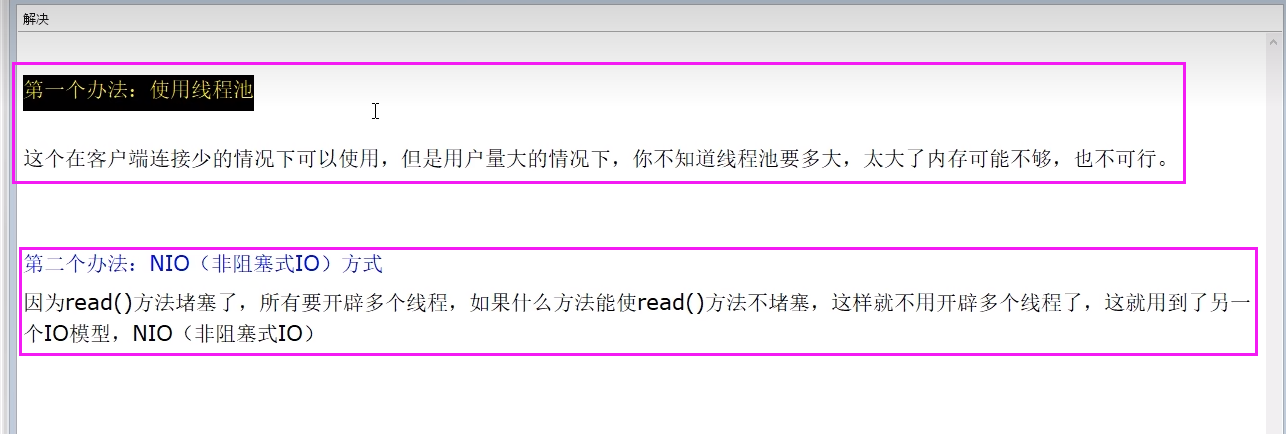 解决
第一个办法：使用线程池
这个在客户端连接少的情况下可以使用，但是用户量大的情况下，你不知道线程池要多大，太大了内存可能不够，也不可行。
第二个办法：NIO（非阻塞式IO）方式
因为read()方法堵塞了，所有要开辟多个线程，如果什么方法能使read()方法不堵塞，这样就不用开辟多个线程了，这就用到了另一
个IO模型，NIO（非阻塞式IO）